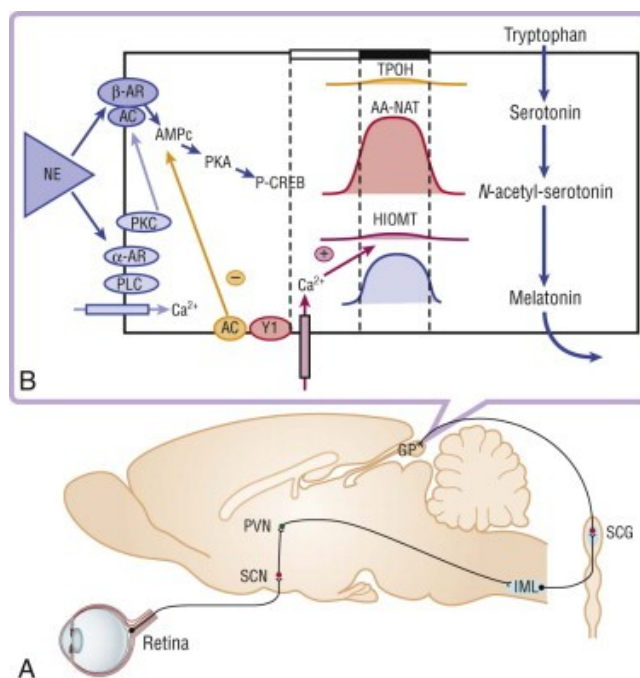 Tryptophan
TPOH
β-AR
AC
AA-NAT
Serotonin
AMPc
NE
PKA
P-CREB
N-acetyl-serotonin
PKC
HIOMT
α-AR
+
PLC
−
Ca²⁺
Melatonin
Ca²⁺
AC
Y1
B
GP
PVN
SCG
SCN
IML
Retina
A